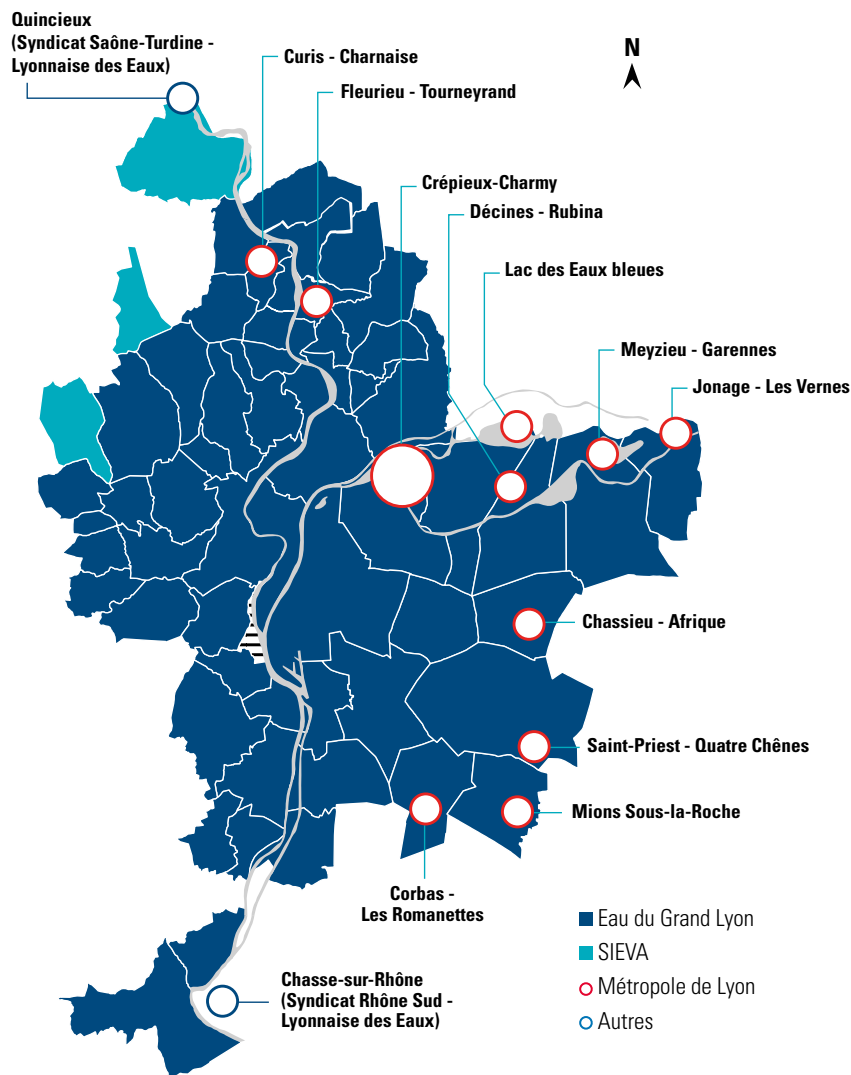 Quincieux
(Syndicat Saône-Turdine -
Lyonnaise des Eaux)
Curis - Charnaise
Fleurieu - Tourneyrand
N
Crépieux-Charmy
Décines - Rubina
Lac des Eaux bleues
Meyzieu - Garennes
Jonage - Les Vernes
Chassieu - Afrique
Saint-Priest - Quatre Chênes
Mions Sous-la-Roche
Corbas -
Les Romanettes
Chasse-sur-Rhône
(Syndicat Rhône Sud -
Lyonnaise des Eaux)
Eau du Grand Lyon
SIEVA
Métropole de Lyon
Autres